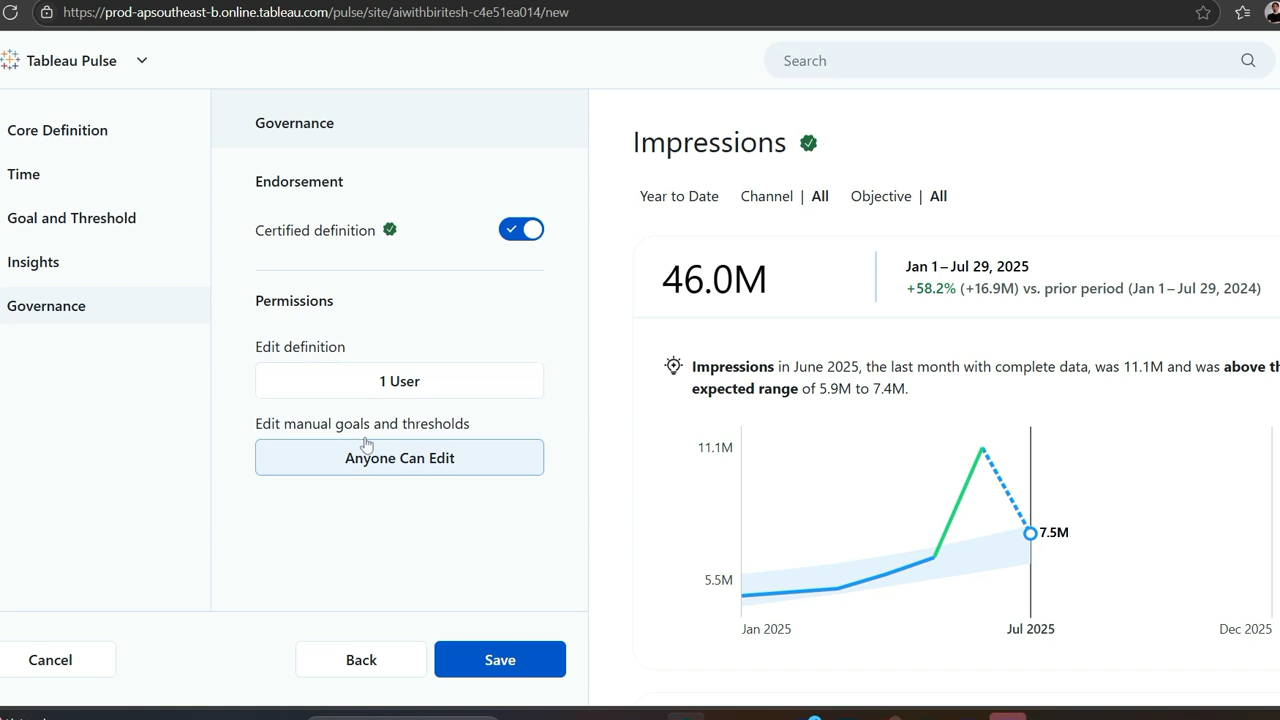 https://prod-apsoutheast-b.online.tableau.com/pulse/site/aiwithbiritesh-c4e51ea014/new
Tableau Pulse
Search
Core Definition
Time
Goal and Threshold
Insights
Governance
Governance
Endorsement
Certified definition
Permissions
Edit definition
1 User
Edit manual goals and thresholds
Anyone Can Edit
Cancel
Back
Save
Impressions
Year to Date Channel | All Objective | All
46.0M
Jan 1 – Jul 29, 2025
+58.2% (+16.9M) vs. prior period (Jan 1 – Jul 29, 2024)
Impressions in June 2025, the last month with complete data, was 11.1M and was above th
expected range of 5.9M to 7.4M.
11.1M
7.5M
5.5M
Jan 2025 Jul 2025 Dec 2025